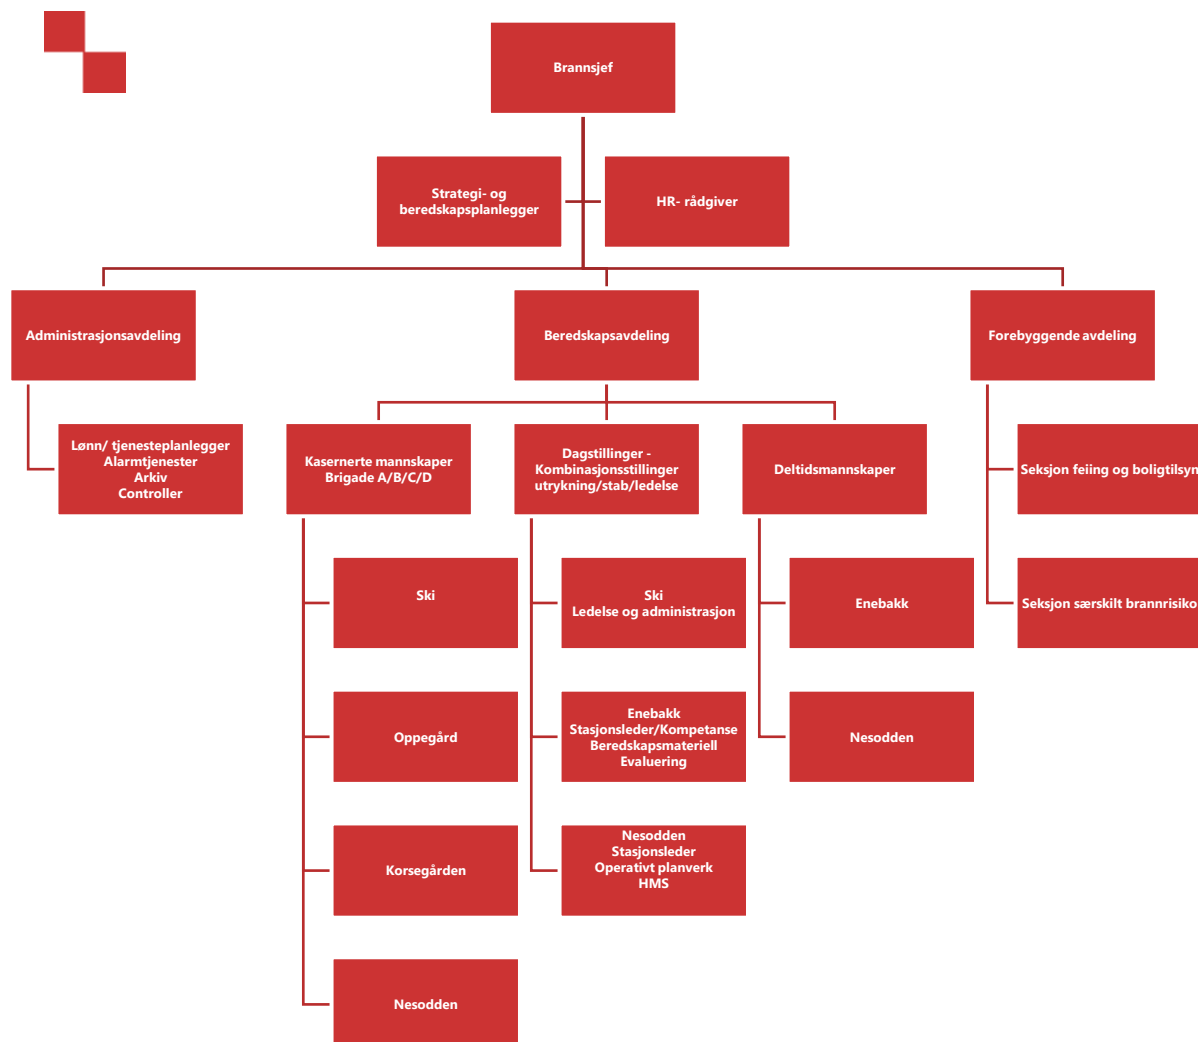 Brannsjef
Strategi- og
beredskapsplanlegger
HR- rådgiver
Administrasjonsavdeling
Beredskapsavdeling
Forebyggende avdeling
Lønn/ tjenesteplanlegger
Alarmtjenester
Arkiv
Controller
Kasernerte mannskaper
Brigade A/B/C/D
Dagstillinger -
Kombinasjonsstillinger
utrykning/stab/ledelse
Deltidsmannskaper
Seksjon feiing og boligtilsyn
Ski
Ski
Ledelse og administrasjon
Enebakk
Seksjon særskilt brannrisiko
Oppegård
Enebakk
Stasjonsleder/Kompetanse
Beredskapsmateriell
Evaluering
Nesodden
Korsegården
Nesodden
Stasjonsleder
Operativt planverk
HMS
Nesodden